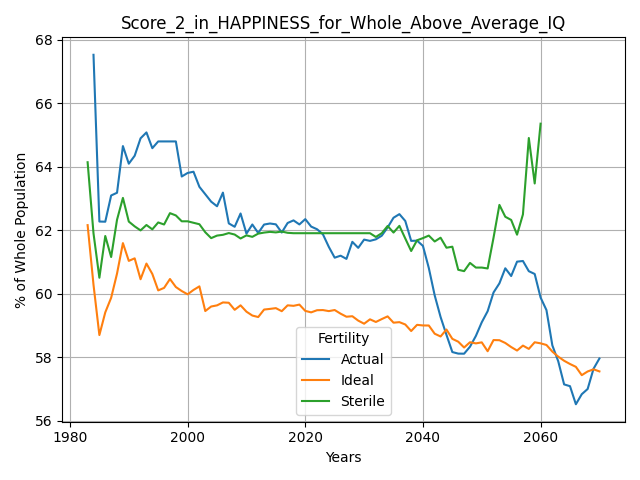 Score_2_in_HAPPINESS_for_Whole_Above_Average_IQ
% of Whole Population
68
66
64
62
60
58
56
Fertility
Actual
Ideal
Sterile
1980
2000
2020
2040
2060
Years